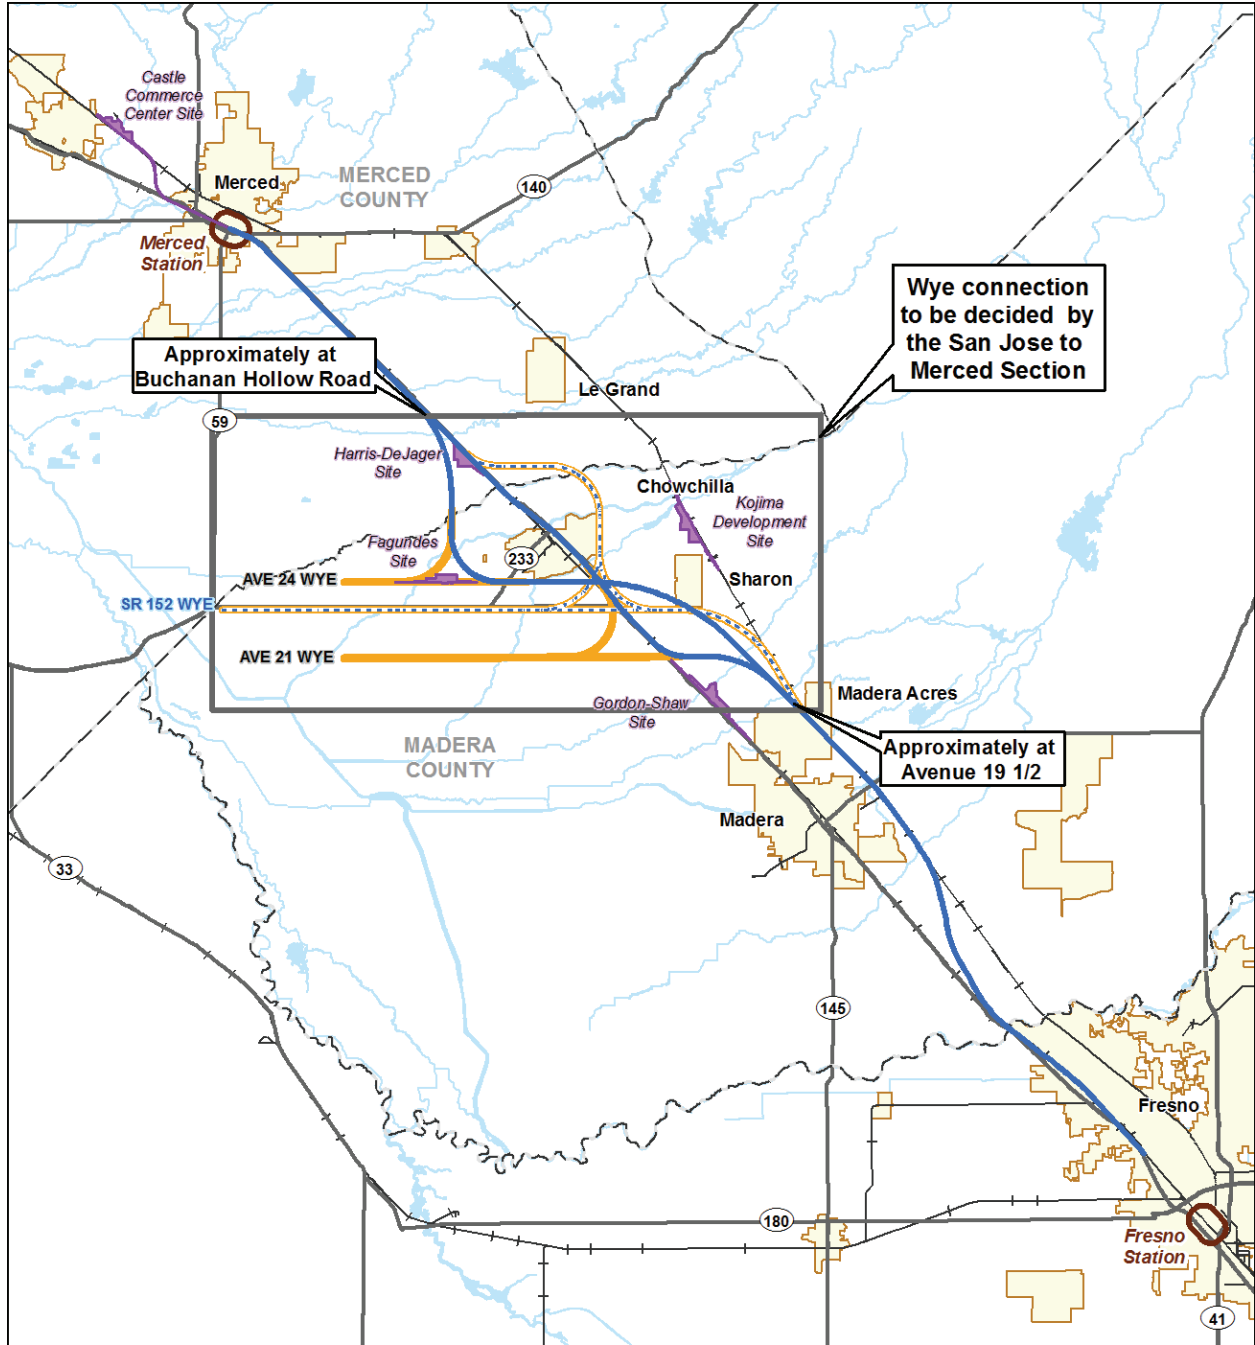 Castle
Commerce
Center Site
Merced
MERCED
COUNTY
140
Merced
Station
Wye connection
to be decided by
the San Jose to
Merced Section
Approximately at
Buchanan Hollow Road
Le Grand
59
Harris-DeJager
Site
Chowchilla
Kojima
Development
Site
Fagundes
Site
233
AVE 24 WYE
Sharon
SR 152 WYE
AVE 21 WYE
Gordon-Shaw
Site
Madera Acres
MADERA
COUNTY
Approximately at
Avenue 19 1/2
Madera
33
145
Fresno
180
Fresno
Station
41